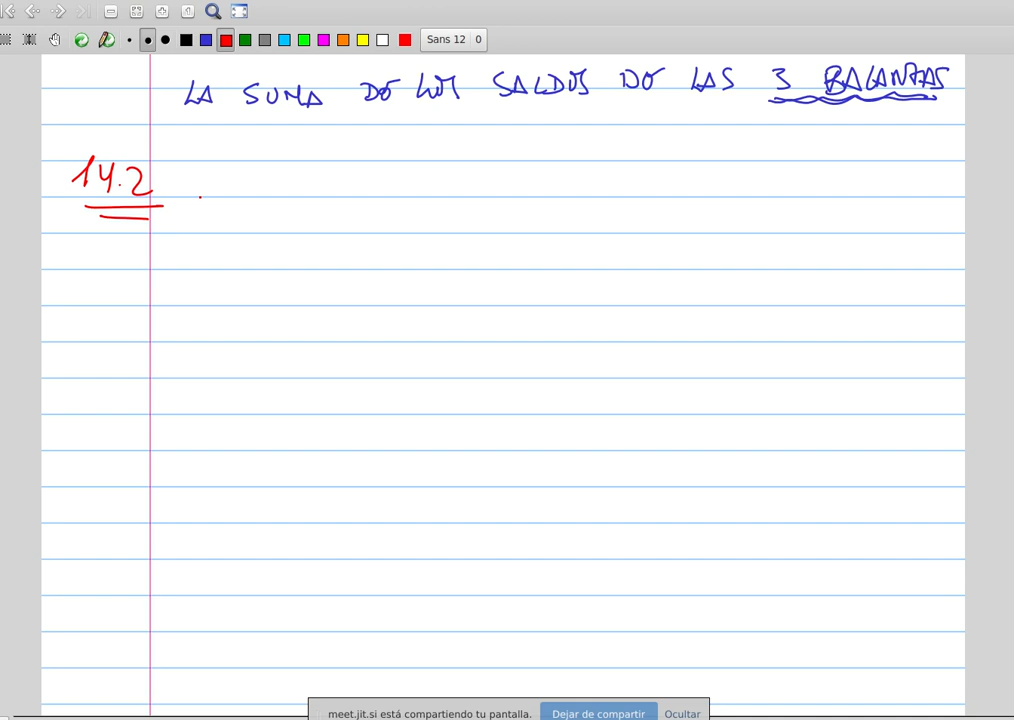 Sans 12 0
LA SUMA DE LOS SALDOS DE LAS 3 BALANZAS
14.2
meet.jit.si está compartiendo tu pantalla. Dejar de compartir Ocultar